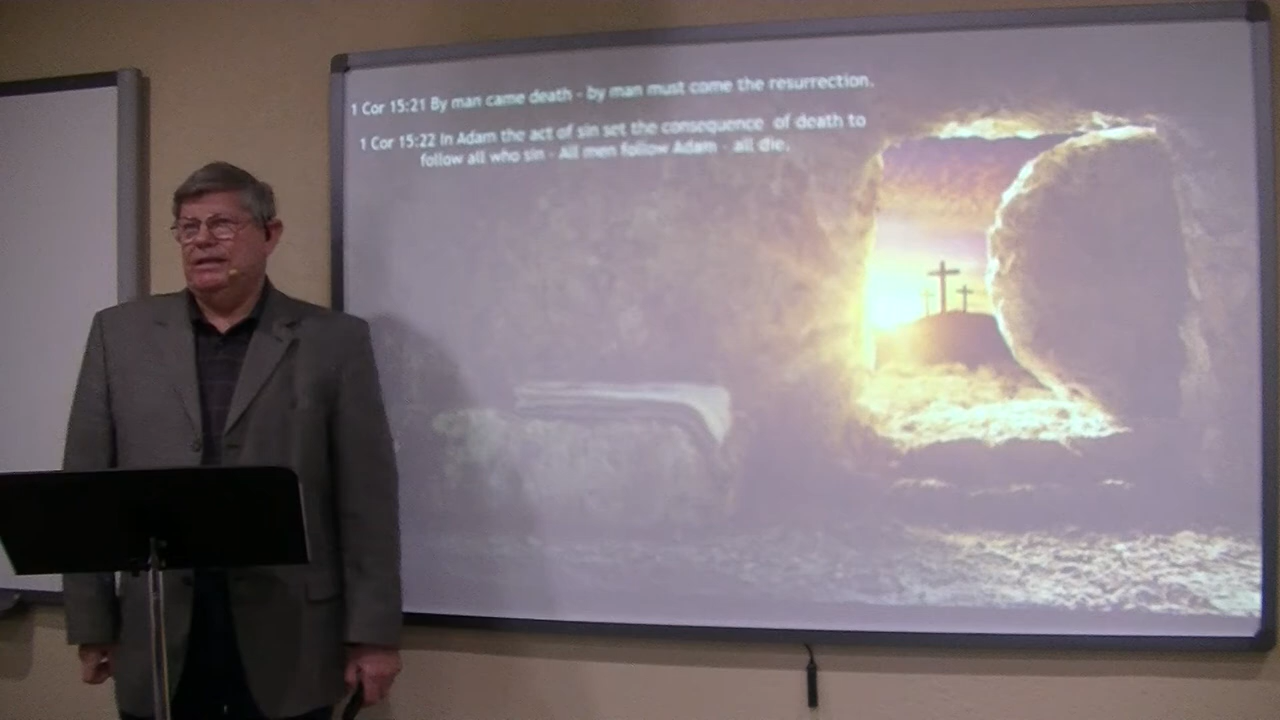 1 Cor 15:21 By man came death - by man must come the resurrection.
1 Cor 15:22 In Adam the act of sin set the consequence of death to
follow all who sin - All men follow Adam - all die.